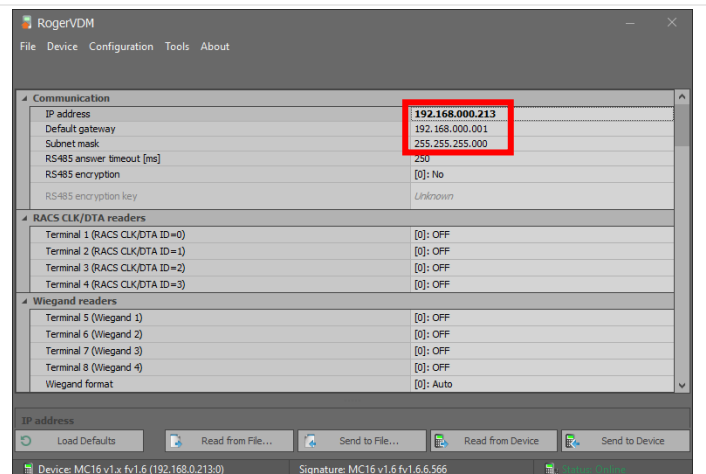 RogerVDM
File Device Configuration Tools About
Communication
IP address 192.168.000.213
Default gateway 192.168.000.001
Subnet mask 255.255.255.000
RS485 answer timeout [ms] 250
RS485 encryption [0]: No
RS485 encryption key Unknown
RACS CLK/DTA readers
Terminal 1 (RACS CLK/DTA ID=0) [0]: OFF
Terminal 2 (RACS CLK/DTA ID=1) [0]: OFF
Terminal 3 (RACS CLK/DTA ID=2) [0]: OFF
Terminal 4 (RACS CLK/DTA ID=3) [0]: OFF
Wiegand readers
Terminal 5 (Wiegand 1) [0]: OFF
Terminal 6 (Wiegand 2) [0]: OFF
Terminal 7 (Wiegand 3) [0]: OFF
Terminal 8 (Wiegand 4) [0]: OFF
Wiegand format [0]: Auto
IP address
Load Defaults Read from File... Send to File... Read from Device Send to Device
Device: MC16 v1.x fv1.6 (192.168.0.213:0) Signature: MC16 v1.6 fv1.6.6.566 Status: Online